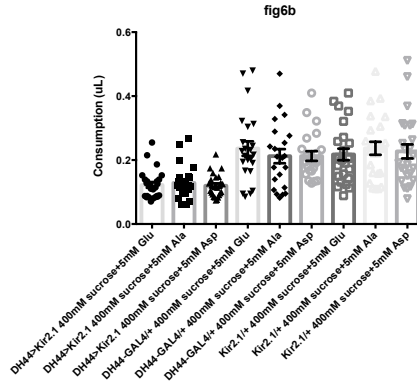 fig6b
Consumption (uL)
0.6
0.4
0.2
0.0
DH44>Kir2.1 400mM sucrose+5mM Glu
DH44>Kir2.1 400mM sucrose+5mM Ala
DH44>Kir2.1 400mM sucrose+5mM Asp
DH44-GAL4/+ 400mM sucrose+5mM Glu
DH44-GAL4/+ 400mM sucrose+5mM Ala
DH44-GAL4/+ 400mM sucrose+5mM Asp
Kir2.1/+ 400mM sucrose+5mM Glu
Kir2.1/+ 400mM sucrose+5mM Ala
Kir2.1/+ 400mM sucrose+5mM Asp